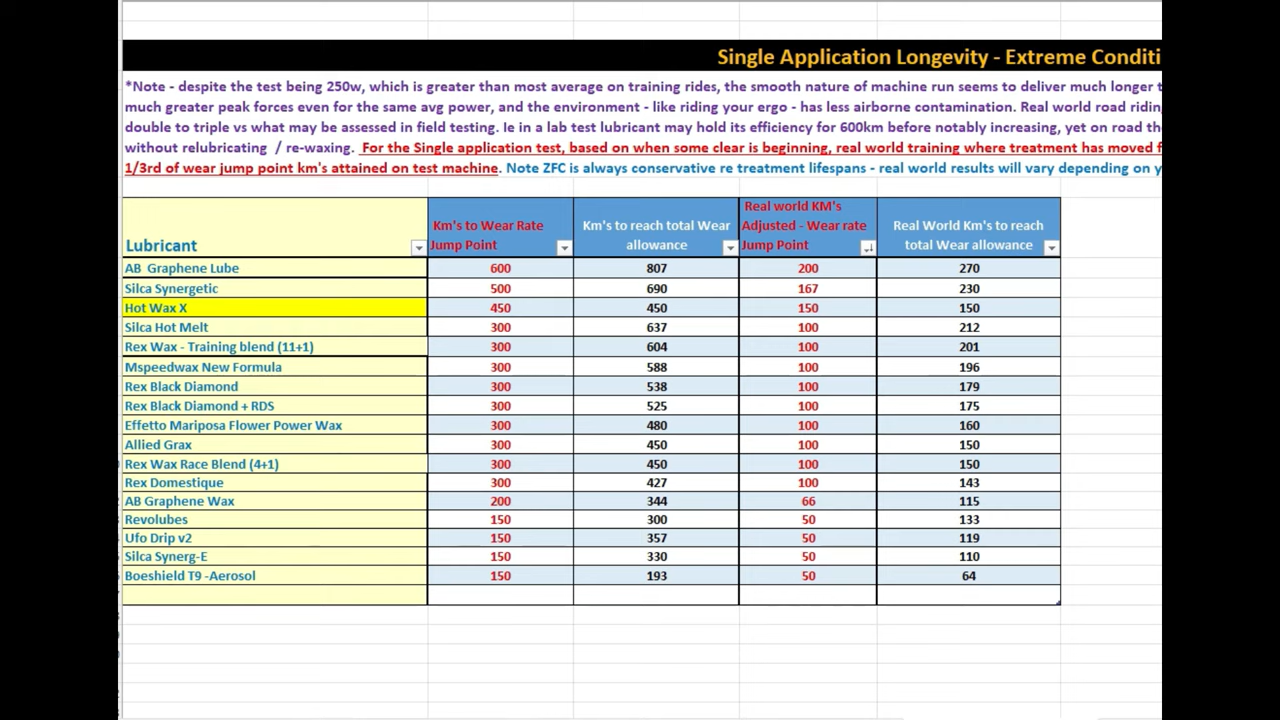 Single Application Longevity - Extreme Conditi
*Note - despite the test being 250w, which is greater than most average on training rides, the smooth nature of machine run seems to deliver much longer t
much greater peak forces even for the same avg power, and the environment - like riding your ergo - has less airborne contamination. Real world road ridin
double to triple vs what may be assessed in field testing. Ie in a lab test lubricant may hold its efficiency for 600km before notably increasing, yet on road th
without relubricating / re-waxing. For the Single application test, based on when some clear is beginning, real world training where treatment has moved f
1/3rd of wear jump point km's attained on test machine. Note ZFC is always conservative re treatment lifespans - real world results will vary depending on y
Lubricant Km's to Wear Rate Jump Point Km's to reach total Wear allowance Real world KM's Adjusted - Wear rate Jump Point Real World Km's to reach total Wear allowance
AB Graphene Lube 600 807 200 270
Silca Synergetic 500 690 167 230
Hot Wax X 450 450 150 150
Silca Hot Melt 300 637 100 212
Rex Wax - Training blend (11+1) 300 604 100 201
Mspeedwax New Formula 300 588 100 196
Rex Black Diamond 300 538 100 179
Rex Black Diamond + RDS 300 525 100 175
Effetto Mariposa Flower Power Wax 300 480 100 160
Allied Grax 300 450 100 150
Rex Wax Race Blend (4+1) 300 450 100 150
Rex Domestique 300 427 100 143
AB Graphene Wax 200 344 66 115
Revolubes 150 300 50 133
Ufo Drip v2 150 357 50 119
Silca Synerg-E 150 330 50 110
Boeshield T9 -Aerosol 150 193 50 64